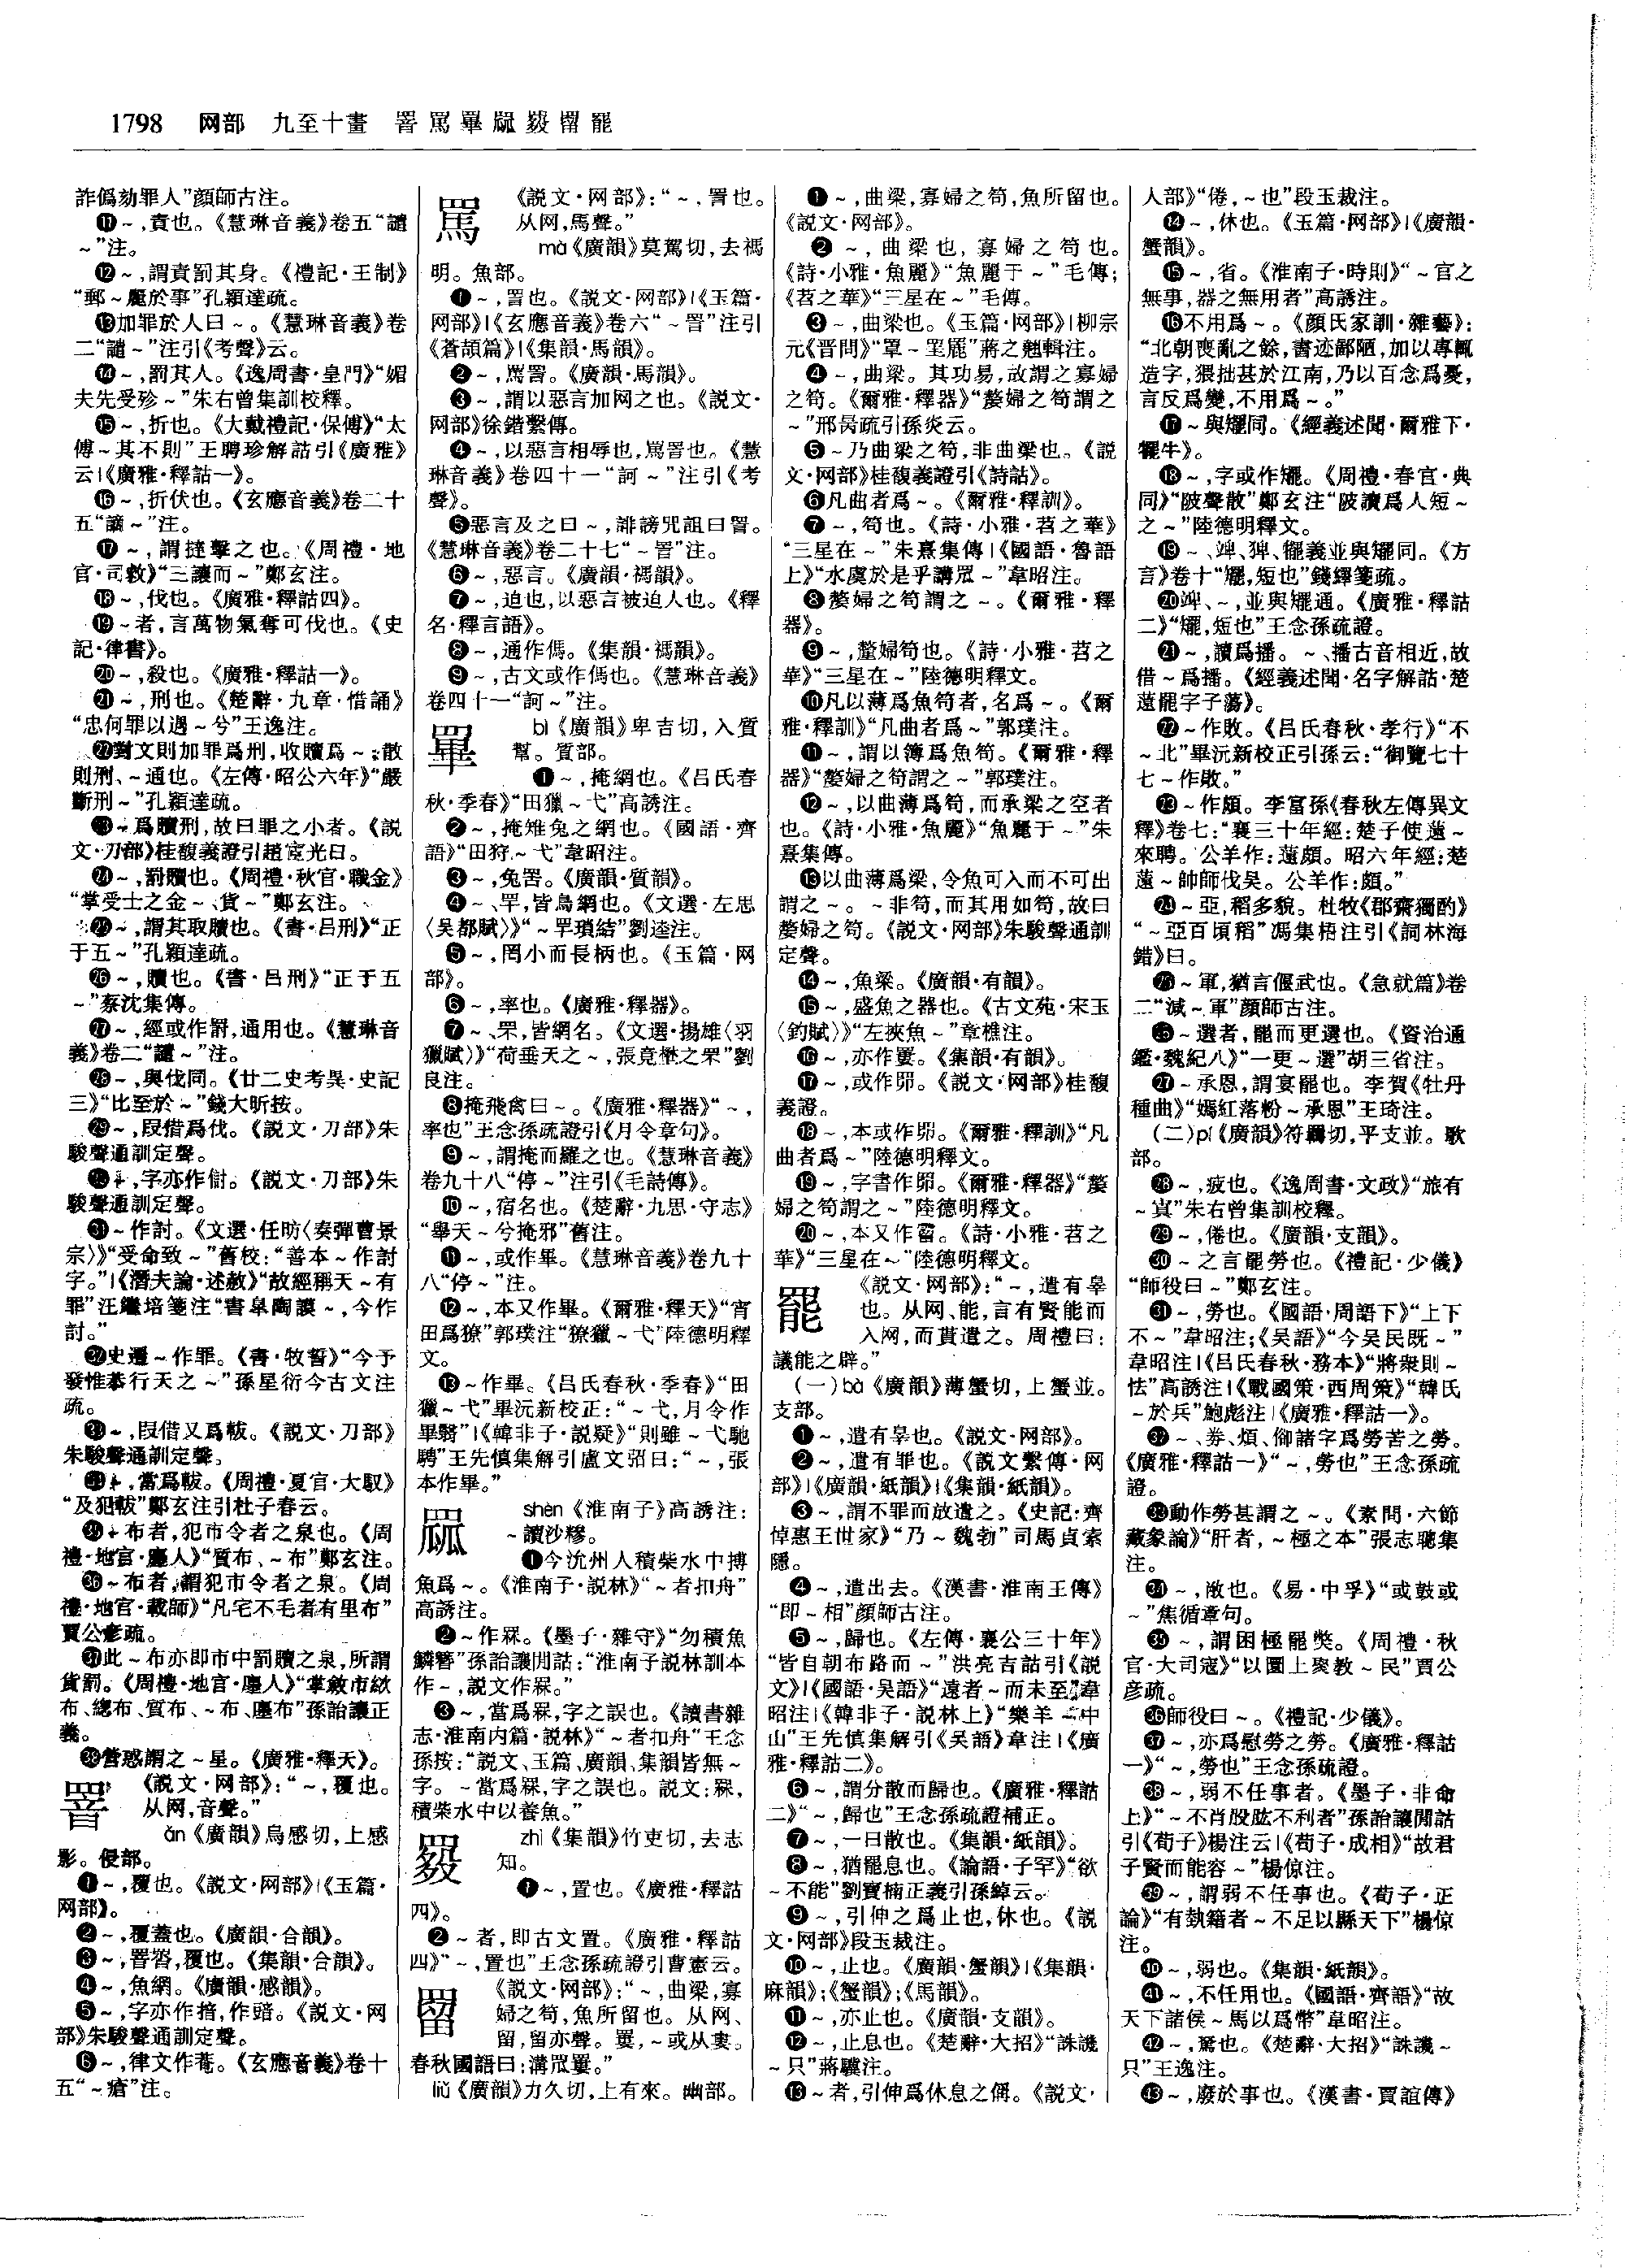 1798 网部 九至十畫 罯罵罼罛罬罶罷
詐僞劾罪人”顔師古注。
⓫～,責也。《慧琳音義》卷五“譴
～”注。
⓬～,謂責罰其身。《禮記·王制》
“郵～麗於事”孔穎達疏。
⓭加罪於人曰～。《慧琳音義》卷
二“譴～”注引《考聲》云。
⓮～,罰其人。《逸周書·皇門》“媚
夫先受殄～”朱右曾集訓校釋。
⓯～,折也。《大戴禮記·保傅》“太
傅～其不則”王聘珍解詁引《廣雅》
云|《廣雅·釋詁一》。
⓰～,折伏也。《玄應音義》卷二十
五“謫～”注。
⓱～,謂撻擊之也。《周禮·地
官·司救》“三讓而～”鄭玄注。
⓲～,伐也。《廣雅·釋詁四》。
⓳～者,言萬物氣奪可伐也。《史
記·律書》。
⓴～,殺也。《廣雅·釋詁一》。
㉑～,刑也。《楚辭·九章·惜誦》
“忠何罪以遇～兮”王逸注。
㉒對文則加罪爲刑,收贖爲～;散
則刑、～通也。《左傳·昭公六年》“嚴
斷刑～”孔穎達疏。
㉓～爲贖刑,故曰罪之小者。《説
文·刀部》桂馥義證引趙宧光曰。
㉔～,罰贖也。《周禮·秋官·職金》
“掌受士之金～、貨～”鄭玄注。
㉕～,謂其取贖也。《書·吕刑》“正
于五～”孔穎達疏。
㉖～,贖也。《書·吕刑》“正于五
～”蔡沈集傳。
㉗～,經或作罸,通用也。《慧琳音
義》卷二“譴～”注。
㉘～,與伐同。《廿二史考異·史記
三》“比至於～”錢大昕按。
㉙～,叚借爲伐。《説文·刀部》朱
駿聲通訓定聲。
㉚～,字亦作㣹。《説文·刀部》朱
駿聲通訓定聲。
㉛～作討。《文選·任昉〈奏彈曹景
宗〉》“受命致～”舊校:“善本～作討
字。”|《潛夫論·述赦》“故經稱天～有
罪”汪繼培箋注“書皋陶謨～,今作
討。”
㉜史遷～作罪。《書·牧誓》“今予
發惟恭行天之～”孫星衍今古文注
疏。
㉝～,叚借又爲軷。《説文·刀部》
朱駿聲通訓定聲。
㉞～,當爲軷。《周禮·夏官·大馭》
“及犯軷”鄭玄注引杜子春云。
㉟～布者,犯市令者之泉也。《周
禮·地官·廛人》“質布、～布”鄭玄注。
㊱～布者,謂犯市令者之泉。《周
禮·地官·載師》“凡宅不毛者有里布”
賈公彥疏。
㊲此～布亦即市中罰贖之泉,所謂
貨罰。《周禮·地官·廛人》“掌斂市絘
布、總布、質布、～布、廛布”孫詒讓正
義。
㊳營惑謂之～星。《廣雅·釋天》。
罯 《説文·网部》:“～,覆也。
从网,音聲。”
ǎn《廣韻》烏感切,上感
影。侵部。
❶～,覆也。《説文·网部》|《玉篇·
网部》。
❷～,覆蓋也。《廣韻·合韻》。
❸～,罯㗳,覆也。《集韻·合韻》。
❹～,魚網。《廣韻·感韻》。
❺～,字亦作揞,作䜾。《説文·网
部》朱駿聲通訓定聲。
❻～,律文作菴。《玄應音義》卷十
五“～瘡”注。
罵 《説文·网部》:“～,詈也。
从网,馬聲。”
mà《廣韻》莫駕切,去禡
明。魚部。
❶～,詈也。《説文·网部》|《玉篇·
网部》|《玄應音義》卷六“～詈”注引
《蒼頡篇》|《集韻·馬韻》。
❷～,罵詈。《廣韻·馬韻》。
❸～,謂以惡言加网之也。《説文·
网部》徐鍇繫傳。
❹～,以惡言相辱也,罵詈也。《慧
琳音義》卷四十一“訶～”注引《考
聲》。
❺惡言及之曰～,誹謗咒詛曰詈。
《慧琳音義》卷二十七“～詈”注。
❻～,惡言。《廣韻·禡韻》。
❼～,迫也,以惡言被迫人也。《釋
名·釋言語》。
❽～,通作傌。《集韻·禡韻》。
❾～,古文或作傌也。《慧琳音義》
卷四十一“訶～”注。
罼 bì《廣韻》卑吉切,入質
幫。質部。
❶～,掩網也。《吕氏春
秋·季春》“田獵～弋”高誘注。
❷～,掩雉兔之網也。《國語·齊
語》“田狩～弋”韋昭注。
❸～,兔罟。《廣韻·質韻》。
❹～、罕,皆鳥網也。《文選·左思
〈吴都賦〉》“～罕瑣結”劉逵注。
❺～,罔小而長柄也。《玉篇·网
部》。
❻～,率也。《廣雅·釋器》。
❼～、罘,皆網名。《文選·揚雄〈羽
獵賦〉》“荷垂天之～,張竟壄之罘”劉
良注。
❽掩飛禽曰～。《廣雅·釋器》“～,
率也”王念孫疏證引《月令章句》。
❾～,謂掩而羅之也。《慧琳音義》
卷九十八“停～”注引《毛詩傳》。
❿～,宿名也。《楚辭·九思·守志》
“舉天～兮掩邪”舊注。
⓫～,或作畢。《慧琳音義》卷九十
八“停～”注。
⓬～,本又作畢。《爾雅·釋天》“宵
田爲獠”郭璞注“獠獵～弋”陸德明釋
文。
⓭～作畢。《吕氏春秋·季春》“田
獵～弋”畢沅新校正:“～弋,月令作
畢翳”|《韓非子·説疑》“則雖～弋馳
騁”王先慎集解引盧文弨曰:“～,張
本作畢。”
shèn《淮南子》高誘注:
～讀沙糝。
❶今沇州人積柴水中搏
魚爲～。《淮南子·説林》“～者扣舟”
高誘注。
❷～作罧。《墨子·雜守》“勿積魚
鱗簪”孫詒讓閒詁:“淮南子説林訓本
作～,説文作罧。”
❸～,當爲罧,字之誤也。《讀書雜
志·淮南内篇·説林》“～者扣舟”王念
孫按:“説文、玉篇、廣韻、集韻皆無～
字。～當爲罧,字之誤也。説文:罧,
積柴水中以養魚。”
zhì《集韻》竹吏切,去志
知。
❶～,置也。《廣雅·釋詁
四》。
❷～者,即古文置。《廣雅·釋詁
四》“～,置也”王念孫疏證引曹憲云。
罶 《説文·网部》:“～,曲梁,寡
婦之笱,魚所留也。从网、
留,留亦聲。䍣,～或从婁。
春秋國語曰:溝罛䍣。”
liǔ《廣韻》力久切,上有來。幽部。
❶～,曲梁,寡婦之笱,魚所留也。
《説文·网部》。
❷～,曲梁也,寡婦之笱也。
《詩·小雅·魚麗》“魚麗于～”毛傳;
《苕之華》“三星在～”毛傳。
❸～,曲梁也。《玉篇·网部》|柳宗
元《晋問》“罩～罜䍡”蔣之翹輯注。
❹～,曲梁。其功易,故謂之寡婦
之笱。《爾雅·釋器》“嫠婦之笱謂之
～”邢昺疏引孫炎云。
❺～乃曲梁之笱,非曲梁也。《説
文·网部》桂馥義證引《詩詁》。
❻凡曲者爲～。《爾雅·釋訓》。
❼～,笱也。《詩·小雅·苕之華》
“三星在～”朱熹集傳|《國語·魯語
上》“水虞於是乎講罛～”韋昭注。
❽嫠婦之笱謂之～。《爾雅·釋
器》。
❾～,嫠婦笱也。《詩·小雅·苕之
華》“三星在～”陸德明釋文。
❿凡以薄爲魚笱者,名爲～。《爾
雅·釋訓》“凡曲者爲～”郭璞注。
⓫～,謂以簿爲魚笱。《爾雅·釋
器》“嫠婦之笱謂之～”郭璞注。
⓬～,以曲薄爲笱,而承梁之空者
也。《詩·小雅·魚麗》“魚麗于～”朱
熹集傳。
⓭以曲薄爲梁,令魚可入而不可出
謂之～。～非笱,而其用如笱,故曰
嫠婦之笱。《説文·网部》朱駿聲通訓
定聲。
⓮～,魚梁。《廣韻·有韻》。
⓯～,盛魚之器也。《古文苑·宋玉
〈釣賦〉》“左挾魚～”章樵注。
⓰～,亦作䍣。《集韻·有韻》。
⓱～,或作䍚。《説文·网部》桂馥
義證。
⓲～,本或作䍚。《爾雅·釋訓》“凡
曲者爲～”陸德明釋文。
⓳～,字書作䍚。《爾雅·釋器》“嫠
婦之笱謂之～”陸德明釋文。
⓴～,本又作霤。《詩·小雅·苕之
華》“三星在～”陸德明釋文。
罷 《説文·网部》:“～,遣有辠
也。从网、能,言有賢能而
入网,而貰遣之。周禮曰:
議能之辟。”
(一)bà《廣韻》薄蟹切,上蟹並。
支部。
❶～,遣有辠也。《説文·网部》。
❷～,遣有罪也。《説文繫傳·网
部》|《廣韻·紙韻》|《集韻·紙韻》。
❸～,謂不罪而放遣之。《史記·齊
悼惠王世家》“乃～魏勃”司馬貞索
隱。
❹～,遣出去。《漢書·淮南王傳》
“即～相”顔師古注。
❺～,歸也。《左傳·襄公三十年》
“皆自朝布路而～”洪亮吉詁引《説
文》|《國語·吴語》“遠者～而未至”韋
昭注|《韓非子·説林上》“樂羊～中
山”王先慎集解引《吴語》韋注|《廣
雅·釋詁二》。
❻～,謂分散而歸也。《廣雅·釋詁
二》“～,歸也”王念孫疏證補正。
❼～,一曰散也。《集韻·紙韻》。
❽～,猶罷息也。《論語·子罕》“欲
～不能”劉寶楠正義引孫綽云。
❾～,引伸之爲止也,休也。《説
文·网部》段玉裁注。
❿～,止也。《廣韻·蟹韻》|《集韻·
麻韻》;《蟹韻》;《馬韻》。
⓫～,亦止也。《廣韻·支韻》。
⓬～,止息也。《楚辭·大招》“誅譏
～只”蔣驥注。
⓭～者,引伸爲休息之偁。《説文·
人部》“倦,～也”段玉裁注。
⓮～,休也。《玉篇·网部》|《廣韻·
蟹韻》。
⓯～,省。《淮南子·時則》“～官之
無事,器之無用者”高誘注。
⓰不用爲～。《顔氏家訓·雜藝》:
“北朝喪亂之餘,書迹鄙陋,加以專輒
造字,猥拙甚於江南,乃以百念爲憂,
言反爲變,不用爲～。”
⓱～與㿑同。《經義述聞·爾雅下·
犤牛》。
⓲～,字或作䎱。《周禮·春官·典
同》“陂聲散”鄭玄注“陂讀爲人短～
之～”陸德明釋文。
⓳～、䇑、猈、㒧義並與䎱同。《方
言》卷十“䎱,短也”錢繹箋疏。
⓴䇑、～,並與䎱通。《廣雅·釋詁
二》“䎱,短也”王念孫疏證。
㉑～,讀爲播。～、播古音相近,故
借～爲播。《經義述聞·名字解詁·楚
薳罷字子蕩》。
㉒～作敗。《吕氏春秋·孝行》“不
～北”畢沅新校正引孫云:“御覽七十
七～作敗。”
㉓～作頗。李富孫《春秋左傳異文
釋》卷七:“襄三十年經:楚子使薳～
來聘。公羊作:薳頗。昭六年經:楚
薳～帥師伐吴。公羊作:頗。”
㉔～亞,稻多貌。杜牧《郡齋獨酌》
“～亞百頃稻”馮集梧注引《詞林海
錯》曰。
㉕～軍,猶言偃武也。《急就篇》卷
二“減～軍”顔師古注。
㉖～選者,罷而更選也。《資治通
鑑·魏紀八》“一更～選”胡三省注。
㉗～承恩,謂宴罷也。李賀《牡丹
種曲》“嫣紅落粉～承恩”王琦注。
(二)pí《廣韻》符羈切,平支並。歌
部。
㉘～,疲也。《逸周書·文政》“旅有
～寘”朱右曾集訓校釋。
㉙～,倦也。《廣韻·支韻》。
㉚～之言罷勞也。《禮記·少儀》
“師役曰～”鄭玄注。
㉛～,勞也。《國語·周語下》“上下
不～”韋昭注;《吴語》“今吴民既～”
韋昭注|《吕氏春秋·務本》“將衆則～
怯”高誘注|《戰國策·西周策》“韓氏
～於兵”鮑彪注|《廣雅·釋詁一》。
㉜～、券、煩、御諸字爲勞苦之勞。
《廣雅·釋詁一》“～,勞也”王念孫疏
證。
㉝動作勞甚謂之～。《素問·六節
藏象論》“肝者,～極之本”張志聰集
注。
㉞～,敵也。《易·中孚》“或鼓或
～”焦循章句。
㉟～,謂困極罷獘。《周禮·秋
官·大司寇》“以圜土聚教～民”賈公
彦疏。
㊱師役曰～。《禮記·少儀》。
㊲～,亦爲慰勞之勞。《廣雅·釋詁
一》“～,勞也”王念孫疏證。
㊳～,弱不任事者。《墨子·非命
上》“～不肖股肱不利者”孫詒讓閒詁
引《荀子》楊注云|《荀子·成相》“故君
子賢而能容～”楊倞注。
㊴～,謂弱不任事也。《荀子·正
論》“有埶籍者～不足以縣天下”楊倞
注。
㊵～,弱也。《集韻·紙韻》。
㊶～,不任用也。《國語·齊語》“故
天下諸侯～馬以爲幣”韋昭注。
㊷～,駑也。《楚辭·大招》“誅譏～
只”王逸注。
㊸～,廢於事也。《漢書·賈誼傳》